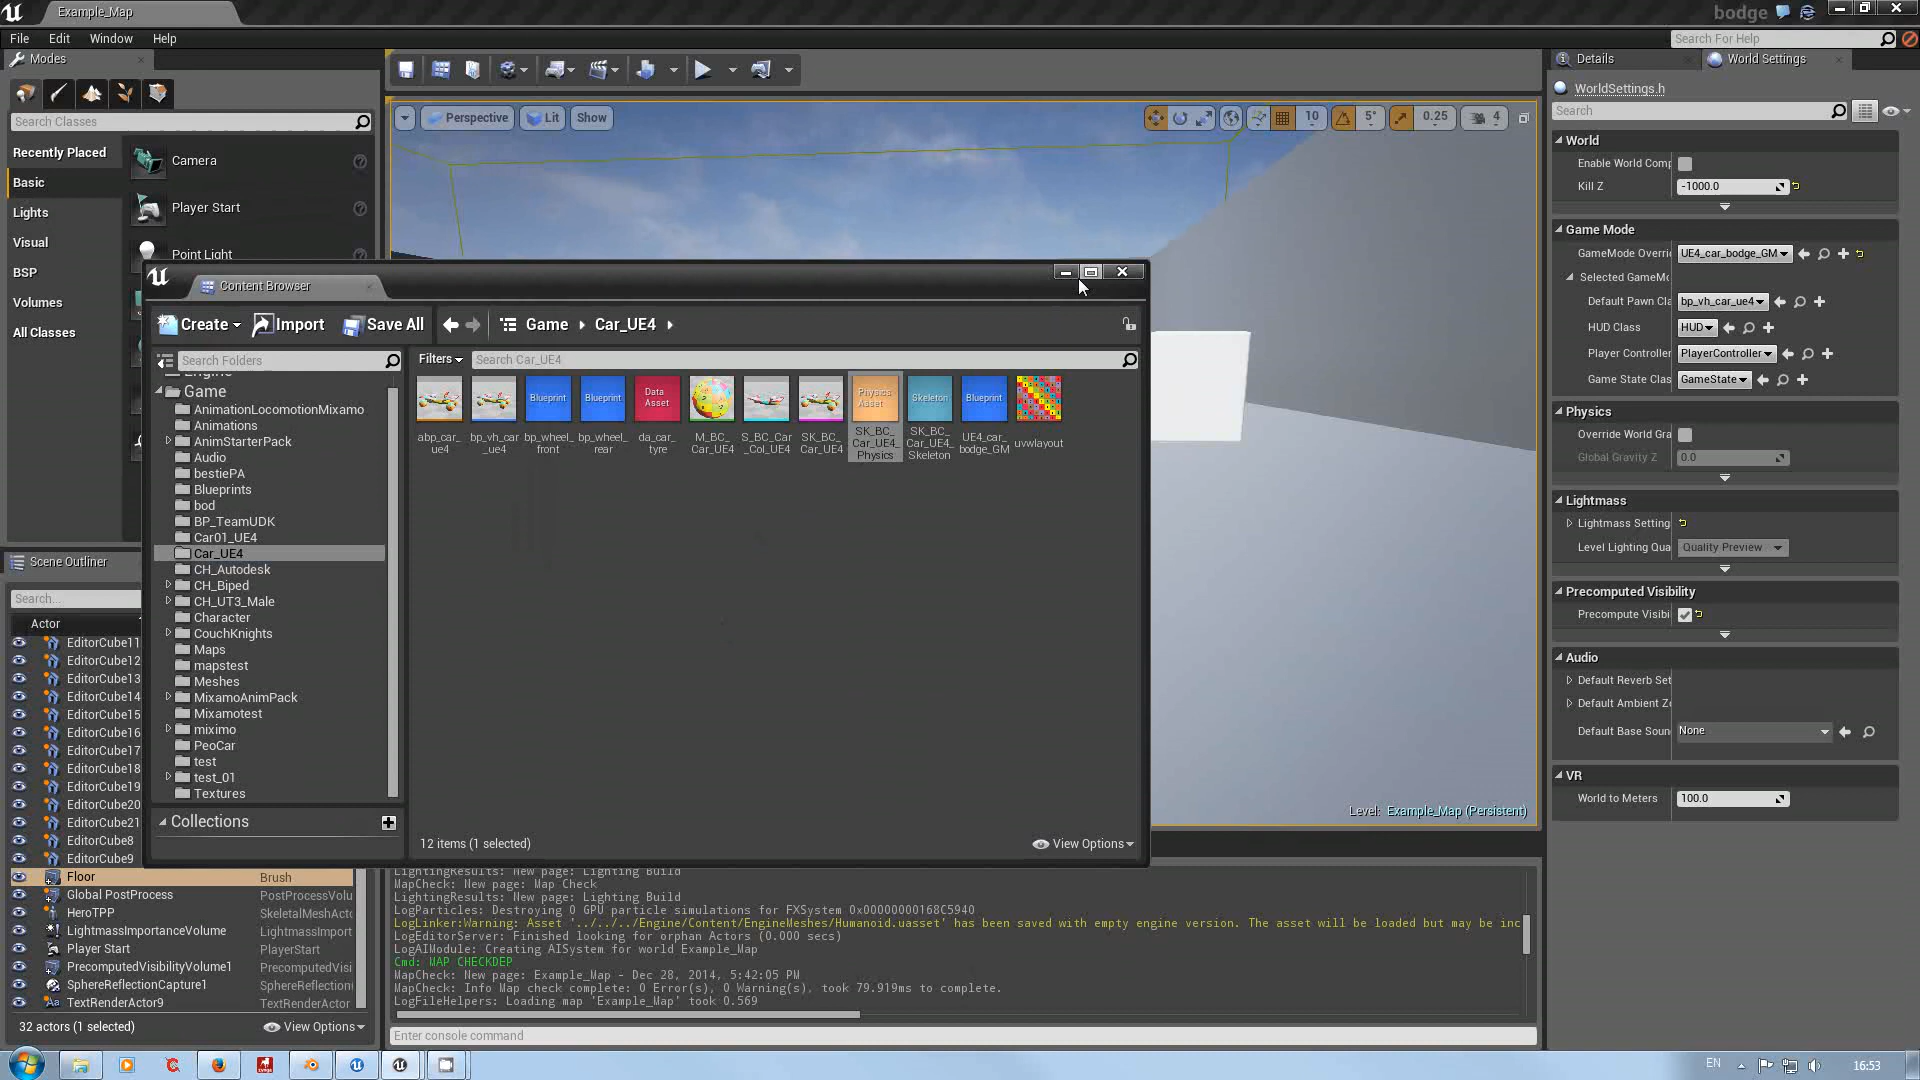 Example_Map
bodge
File Edit Window Help
Search For Help
Modes
Search Classes
Recently Placed
Basic
Lights
Visual
BSP
Volumes
All Classes
Camera
Player Start
Point Light
Perspective Lit Show
10 5° 0.25 4
Content Browser
Create Import Save All Game Car_UE4
Search Folders
Filters Search Car_UE4
Game
AnimationLocomotionMixamo
Animations
AnimStarterPack
Audio
bestiePA
Blueprints
bod
BP_TeamUDK
Car01_UE4
Car_UE4
CH_Autodesk
CH_Biped
CH_UT3_Male
Character
CouchKnights
Maps
mapstest
Meshes
MixamoAnimPack
Mixamotest
miximo
PeoCar
test
test_01
Textures
Collections
Blueprint Blueprint Data Asset Physics Asset Skeleton Blueprint
abp_car_ue4
bp_vh_car_ue4
bp_wheel_front
bp_wheel_rear
da_car_tyre
M_BC_Car_UE4
S_BC_Car_Col_UE4
SK_BC_Car_UE4
SK_BC_Car_UE4_Physics
SK_BC_Car_UE4_Skeleton
UE4_car_bodge_GM
uvwlayout
12 items (1 selected)
View Options
Level: Example_Map (Persistent)
Scene Outliner
Search...
Actor
EditorCube11
EditorCube12
EditorCube13
EditorCube14
EditorCube15
EditorCube16
EditorCube17
EditorCube18
EditorCube19
EditorCube20
EditorCube21
EditorCube8
EditorCube9
Floor Brush
Global PostProcess PostProcessVolu
HeroTPP SkeletalMeshActo
LightmassImportanceVolume LightmassImport
Player Start PlayerStart
PrecomputedVisibilityVolume1 PrecomputedVisi
SphereReflectionCapture1 SphereReflection
TextRenderActor9 TextRenderActor
32 actors (1 selected) View Options
LightingResults: New page: Lighting Build
MapCheck: New page: Map Check
LightingResults: New page: Lighting Build
LogParticles: Destroying 0 GPU particle simulations for FXSystem 0x00000000168C5940
LogLinker:Warning: Asset '../../../Engine/Content/EngineMeshes/Humanoid.uasset' has been saved with empty engine version. The asset will be loaded but may be inc
LogEditorServer: Finished looking for orphan Actors (0.000 secs)
LogAIModule: Creating AISystem for world Example_Map
Cmd: MAP CHECKDEP
MapCheck: New page: Example_Map - Dec 28, 2014, 5:42:05 PM
MapCheck: Info Map check complete: 0 Error(s), 0 Warning(s), took 79.919ms to complete.
LogFileHelpers: Loading map 'Example_Map' took 0.569
Enter console command
Details World Settings
WorldSettings.h
Search
World
Enable World Comp
Kill Z -1000.0
Game Mode
GameMode Overri UE4_car_bodge_GM
Selected GameMo
Default Pawn Cla bp_vh_car_ue4
HUD Class HUD
Player Controller PlayerController
Game State Clas GameState
Physics
Override World Gra
Global Gravity Z 0.0
Lightmass
Lightmass Setting
Level Lighting Qua Quality Preview
Precomputed Visibility
Precompute Visibi
Audio
Default Reverb Set
Default Ambient Zo
Default Base Soun None
VR
World to Meters 100.0
EN 16:53